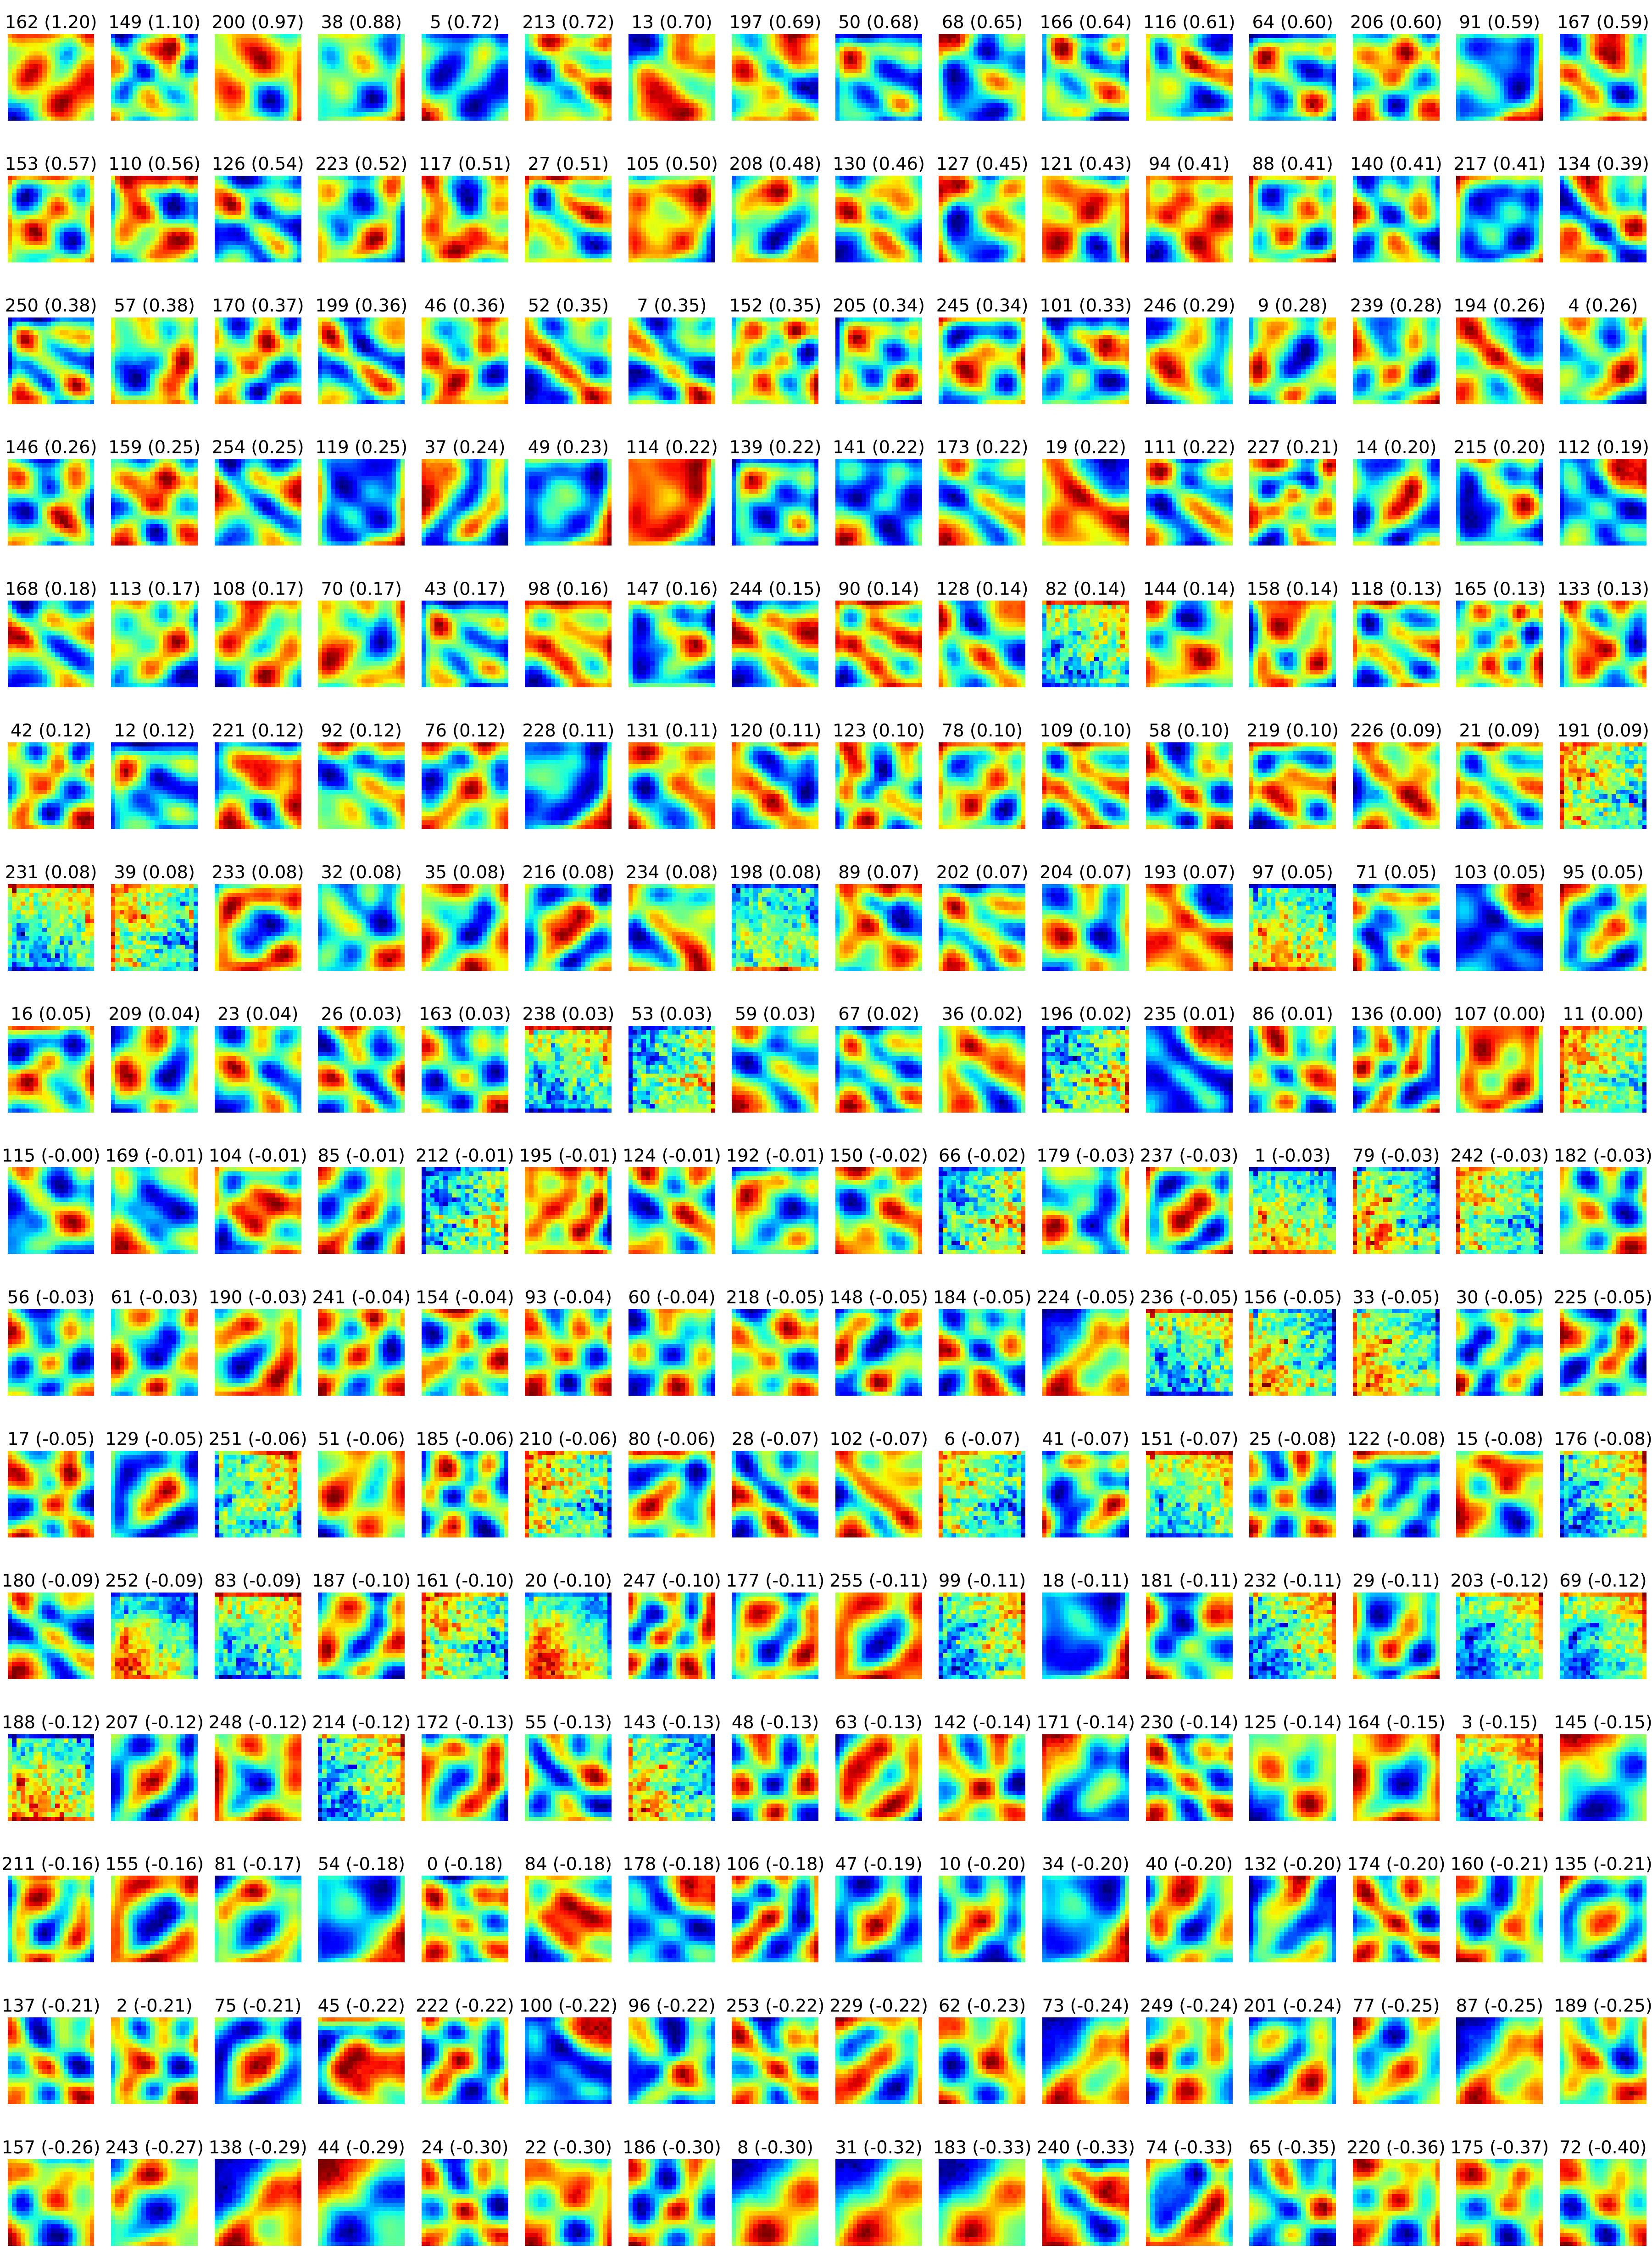 162 (1.20) 149 (1.10) 200 (0.97) 38 (0.88) 5 (0.72) 213 (0.72) 13 (0.70) 197 (0.69) 50 (0.68) 68 (0.65) 166 (0.64) 116 (0.61) 64 (0.60) 206 (0.60) 91 (0.59) 167 (0.59)
153 (0.57) 110 (0.56) 126 (0.54) 223 (0.52) 117 (0.51) 27 (0.51) 105 (0.50) 208 (0.48) 130 (0.46) 127 (0.45) 121 (0.43) 94 (0.41) 88 (0.41) 140 (0.41) 217 (0.41) 134 (0.39)
250 (0.38) 57 (0.38) 170 (0.37) 199 (0.36) 46 (0.36) 52 (0.35) 7 (0.35) 152 (0.35) 205 (0.34) 245 (0.34) 101 (0.33) 246 (0.29) 9 (0.28) 239 (0.28) 194 (0.26) 4 (0.26)
146 (0.26) 159 (0.25) 254 (0.25) 119 (0.25) 37 (0.24) 49 (0.23) 114 (0.22) 139 (0.22) 141 (0.22) 173 (0.22) 19 (0.22) 111 (0.22) 227 (0.21) 14 (0.20) 215 (0.20) 112 (0.19)
168 (0.18) 113 (0.17) 108 (0.17) 70 (0.17) 43 (0.17) 98 (0.16) 147 (0.16) 244 (0.15) 90 (0.14) 128 (0.14) 82 (0.14) 144 (0.14) 158 (0.14) 118 (0.13) 165 (0.13) 133 (0.13)
42 (0.12) 12 (0.12) 221 (0.12) 92 (0.12) 76 (0.12) 228 (0.11) 131 (0.11) 120 (0.11) 123 (0.10) 78 (0.10) 109 (0.10) 58 (0.10) 219 (0.10) 226 (0.09) 21 (0.09) 191 (0.09)
231 (0.08) 39 (0.08) 233 (0.08) 32 (0.08) 35 (0.08) 216 (0.08) 234 (0.08) 198 (0.08) 89 (0.07) 202 (0.07) 204 (0.07) 193 (0.07) 97 (0.05) 71 (0.05) 103 (0.05) 95 (0.05)
16 (0.05) 209 (0.04) 23 (0.04) 26 (0.03) 163 (0.03) 238 (0.03) 53 (0.03) 59 (0.03) 67 (0.02) 36 (0.02) 196 (0.02) 235 (0.01) 86 (0.01) 136 (0.00) 107 (0.00) 11 (0.00)
115 (-0.00) 169 (-0.01) 104 (-0.01) 85 (-0.01) 212 (-0.01) 195 (-0.01) 124 (-0.01) 192 (-0.01) 150 (-0.02) 66 (-0.02) 179 (-0.03) 237 (-0.03) 1 (-0.03) 79 (-0.03) 242 (-0.03) 182 (-0.03)
56 (-0.03) 61 (-0.03) 190 (-0.03) 241 (-0.04) 154 (-0.04) 93 (-0.04) 60 (-0.04) 218 (-0.05) 148 (-0.05) 184 (-0.05) 224 (-0.05) 236 (-0.05) 156 (-0.05) 33 (-0.05) 30 (-0.05) 225 (-0.05)
17 (-0.05) 129 (-0.05) 251 (-0.06) 51 (-0.06) 185 (-0.06) 210 (-0.06) 80 (-0.06) 28 (-0.07) 102 (-0.07) 6 (-0.07) 41 (-0.07) 151 (-0.07) 25 (-0.08) 122 (-0.08) 15 (-0.08) 176 (-0.08)
180 (-0.09) 252 (-0.09) 83 (-0.09) 187 (-0.10) 161 (-0.10) 20 (-0.10) 247 (-0.10) 177 (-0.11) 255 (-0.11) 99 (-0.11) 18 (-0.11) 181 (-0.11) 232 (-0.11) 29 (-0.11) 203 (-0.12) 69 (-0.12)
188 (-0.12) 207 (-0.12) 248 (-0.12) 214 (-0.12) 172 (-0.13) 55 (-0.13) 143 (-0.13) 48 (-0.13) 63 (-0.13) 142 (-0.14) 171 (-0.14) 230 (-0.14) 125 (-0.14) 164 (-0.15) 3 (-0.15) 145 (-0.15)
211 (-0.16) 155 (-0.16) 81 (-0.17) 54 (-0.18) 0 (-0.18) 84 (-0.18) 178 (-0.18) 106 (-0.18) 47 (-0.19) 10 (-0.20) 34 (-0.20) 40 (-0.20) 132 (-0.20) 174 (-0.20) 160 (-0.21) 135 (-0.21)
137 (-0.21) 2 (-0.21) 75 (-0.21) 45 (-0.22) 222 (-0.22) 100 (-0.22) 96 (-0.22) 253 (-0.22) 229 (-0.22) 62 (-0.23) 73 (-0.24) 249 (-0.24) 201 (-0.24) 77 (-0.25) 87 (-0.25) 189 (-0.25)
157 (-0.26) 243 (-0.27) 138 (-0.29) 44 (-0.29) 24 (-0.30) 22 (-0.30) 186 (-0.30) 8 (-0.30) 31 (-0.32) 183 (-0.33) 240 (-0.33) 74 (-0.33) 65 (-0.35) 220 (-0.36) 175 (-0.37) 72 (-0.40)